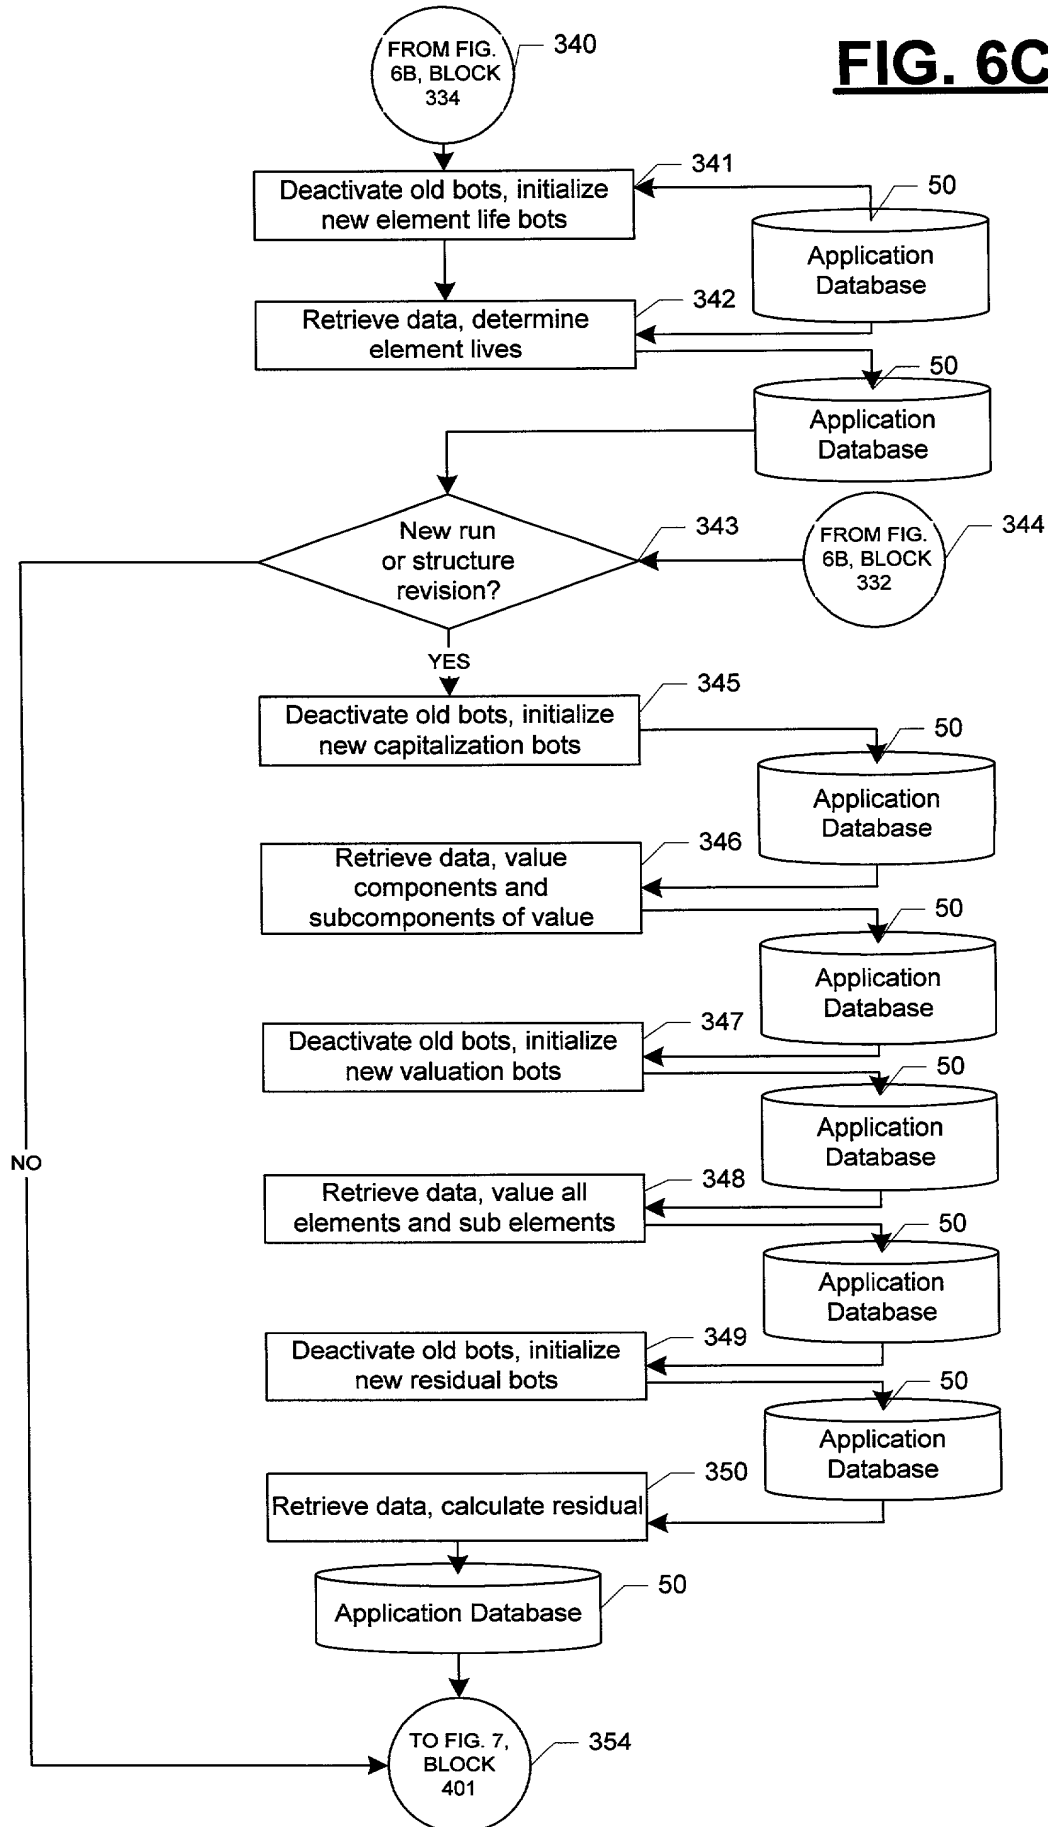 FROM FIG.
6B, BLOCK
334
340
FIG. 6C
341
Deactivate old bots, initialize
new element life bots
50
Application
Database
342
Retrieve data, determine
element lives
50
Application
Database
New run
or structure
revision?
343
FROM FIG.
6B, BLOCK
332
344
YES
345
Deactivate old bots, initialize
new capitalization bots
50
Application
Database
346
Retrieve data, value
components and
subcomponents of value
50
Application
Database
347
Deactivate old bots, initialize
new valuation bots
50
Application
Database
NO
348
Retrieve data, value all
elements and sub elements
50
Application
Database
349
Deactivate old bots, initialize
new residual bots
50
Application
Database
350
Retrieve data, calculate residual
50
Application Database
TO FIG. 7,
BLOCK
401
354